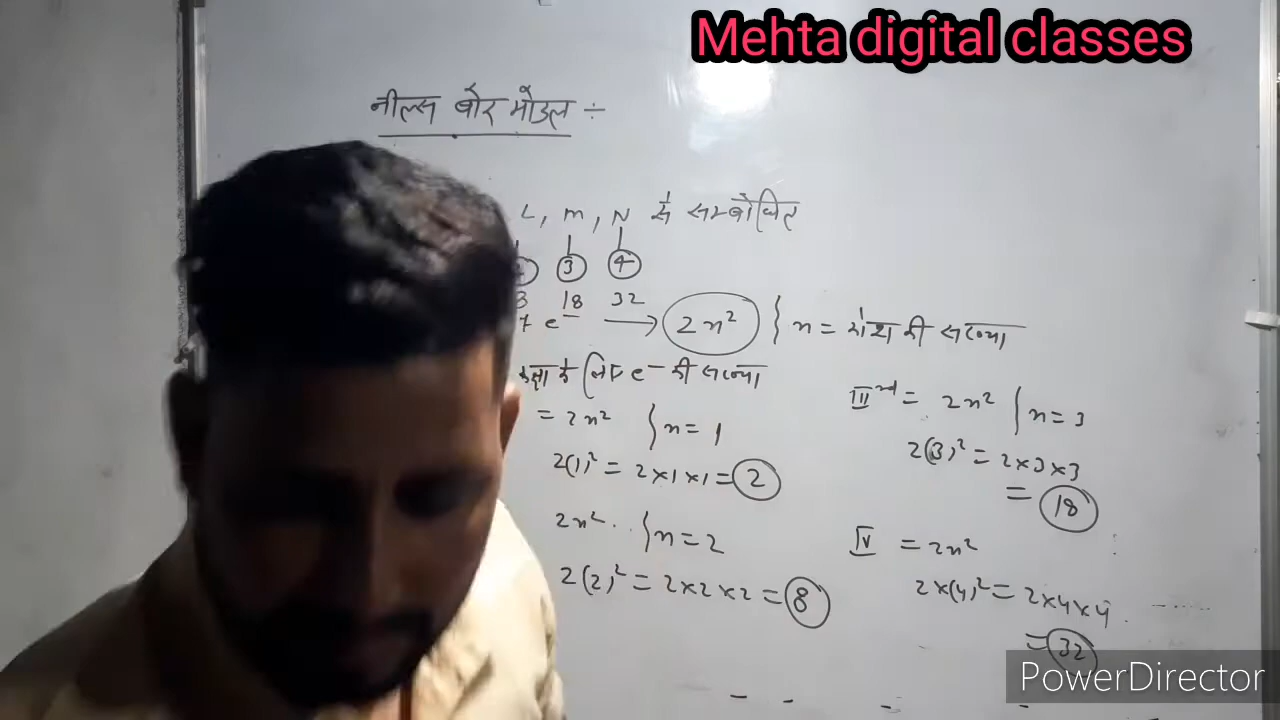 Mehta digital classes
नील्स बोर मॉडल ÷
L, M, N से सम्बोधित
3 4
18 32
e⁻ → 2n² { n = कोश की संख्या
के लिए e⁻ की संख्या
= 2n² { n = 1
2(1)² = 2×1×1 = 2
2n² { n = 2
2(2)² = 2×2×2 = 8
III = 2n² { n = 3
2(3)² = 2×3×3
= 18
IV = 2n²
2×(4)² = 2×4×4
= 32
PowerDirector